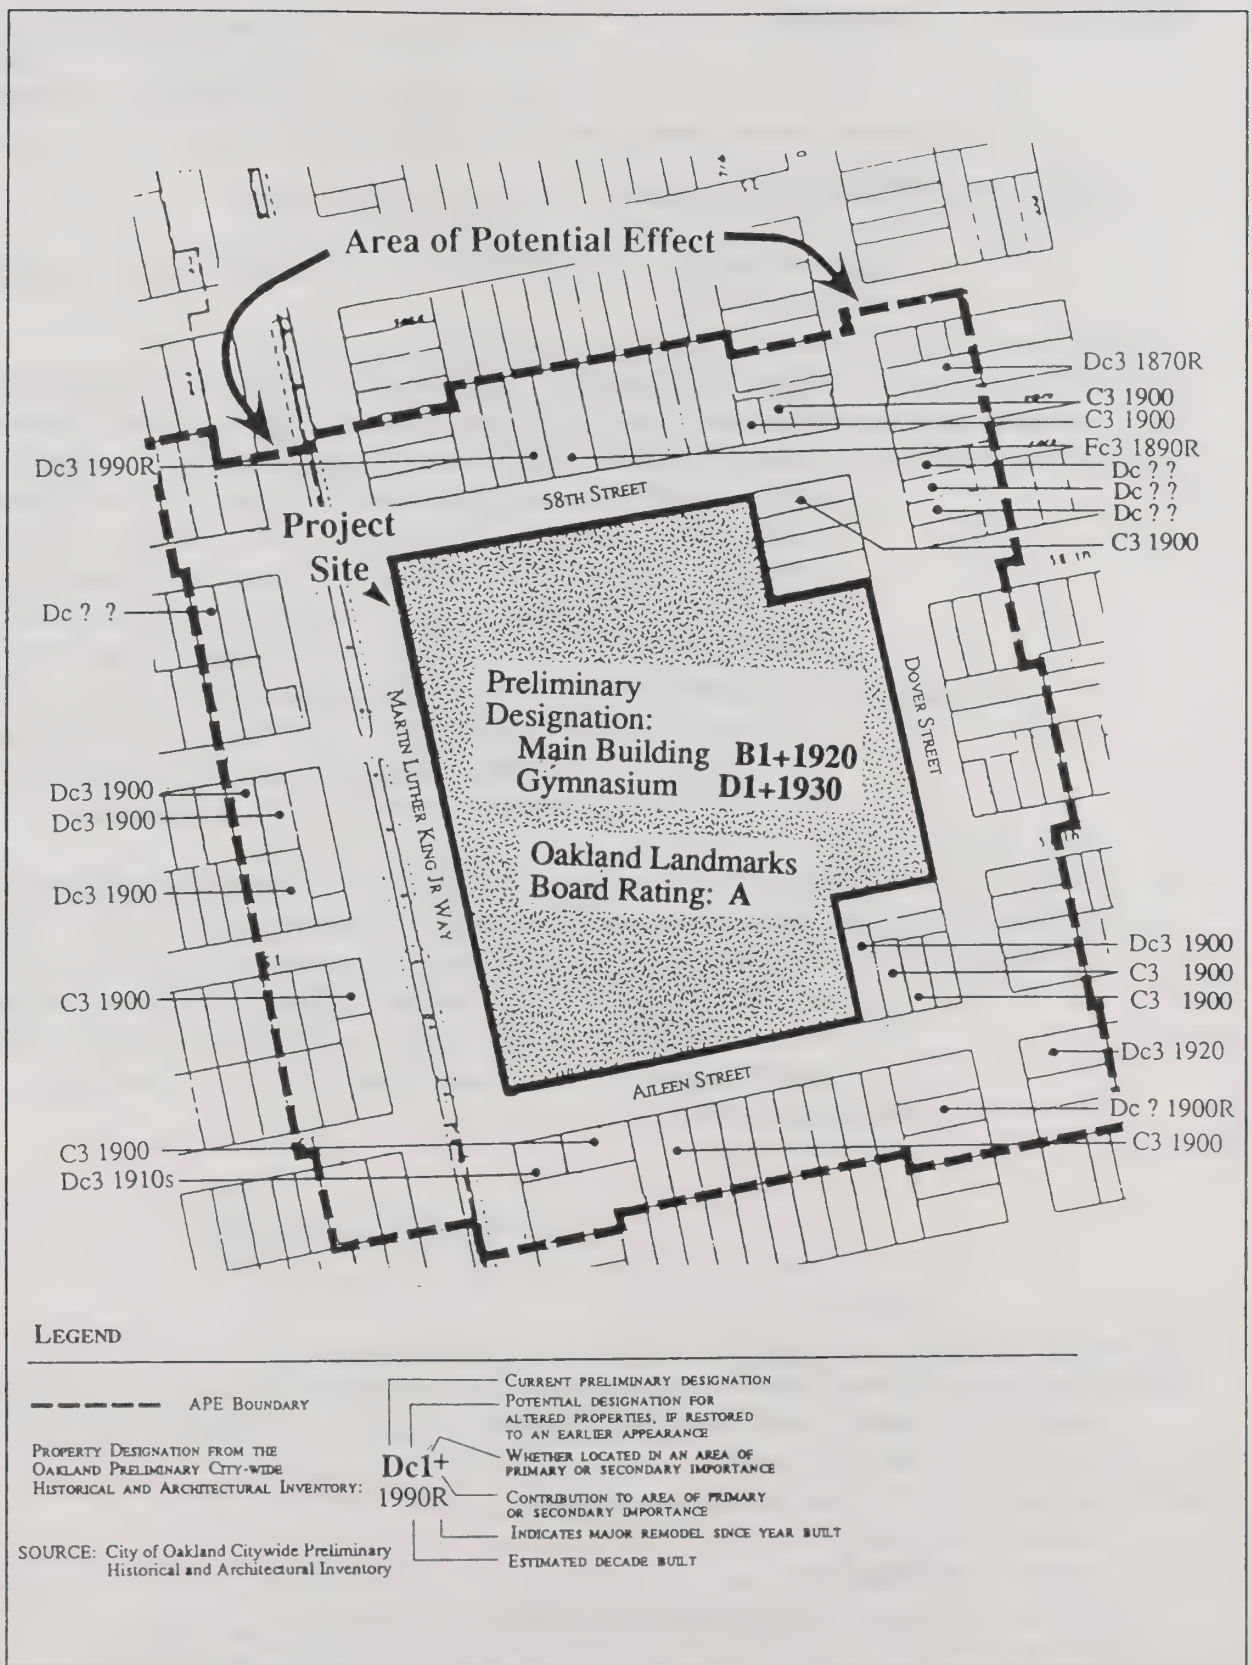 Area of Potential Effect
Dc3 1870R
C3 1900
C3 1900
Dc3 1990R
Fc3 1890R
Dc ? ?
Dc ? ?
Dc ? ?
C3 1900
58TH STREET
Project
Site
Dc ? ?
Preliminary
Designation:
Main Building B1+1920
Gymnasium D1+1930
Oakland Landmarks
Board Rating: A
MARTIN LUTHER KING JR WAY
DOVER STREET
Dc3 1900
Dc3 1900
Dc3 1900
C3 1900
Dc3 1900
C3 1900
C3 1900
Dc3 1920
AILEEN STREET
Dc ? 1900R
C3 1900
C3 1900
Dc3 1910s
LEGEND
APE BOUNDARY
PROPERTY DESIGNATION FROM THE
OAKLAND PRELIMINARY CITY-WIDE
HISTORICAL AND ARCHITECTURAL INVENTORY:
Dc1+
1990R
CURRENT PRELIMINARY DESIGNATION
POTENTIAL DESIGNATION FOR
ALTERED PROPERTIES, IF RESTORED
TO AN EARLIER APPEARANCE
WHETHER LOCATED IN AN AREA OF
PRIMARY OR SECONDARY IMPORTANCE
CONTRIBUTION TO AREA OF PRIMARY
OR SECONDARY IMPORTANCE
INDICATES MAJOR REMODEL SINCE YEAR BUILT
ESTIMATED DECADE BUILT
SOURCE: City of Oakland Citywide Preliminary
Historical and Architectural Inventory